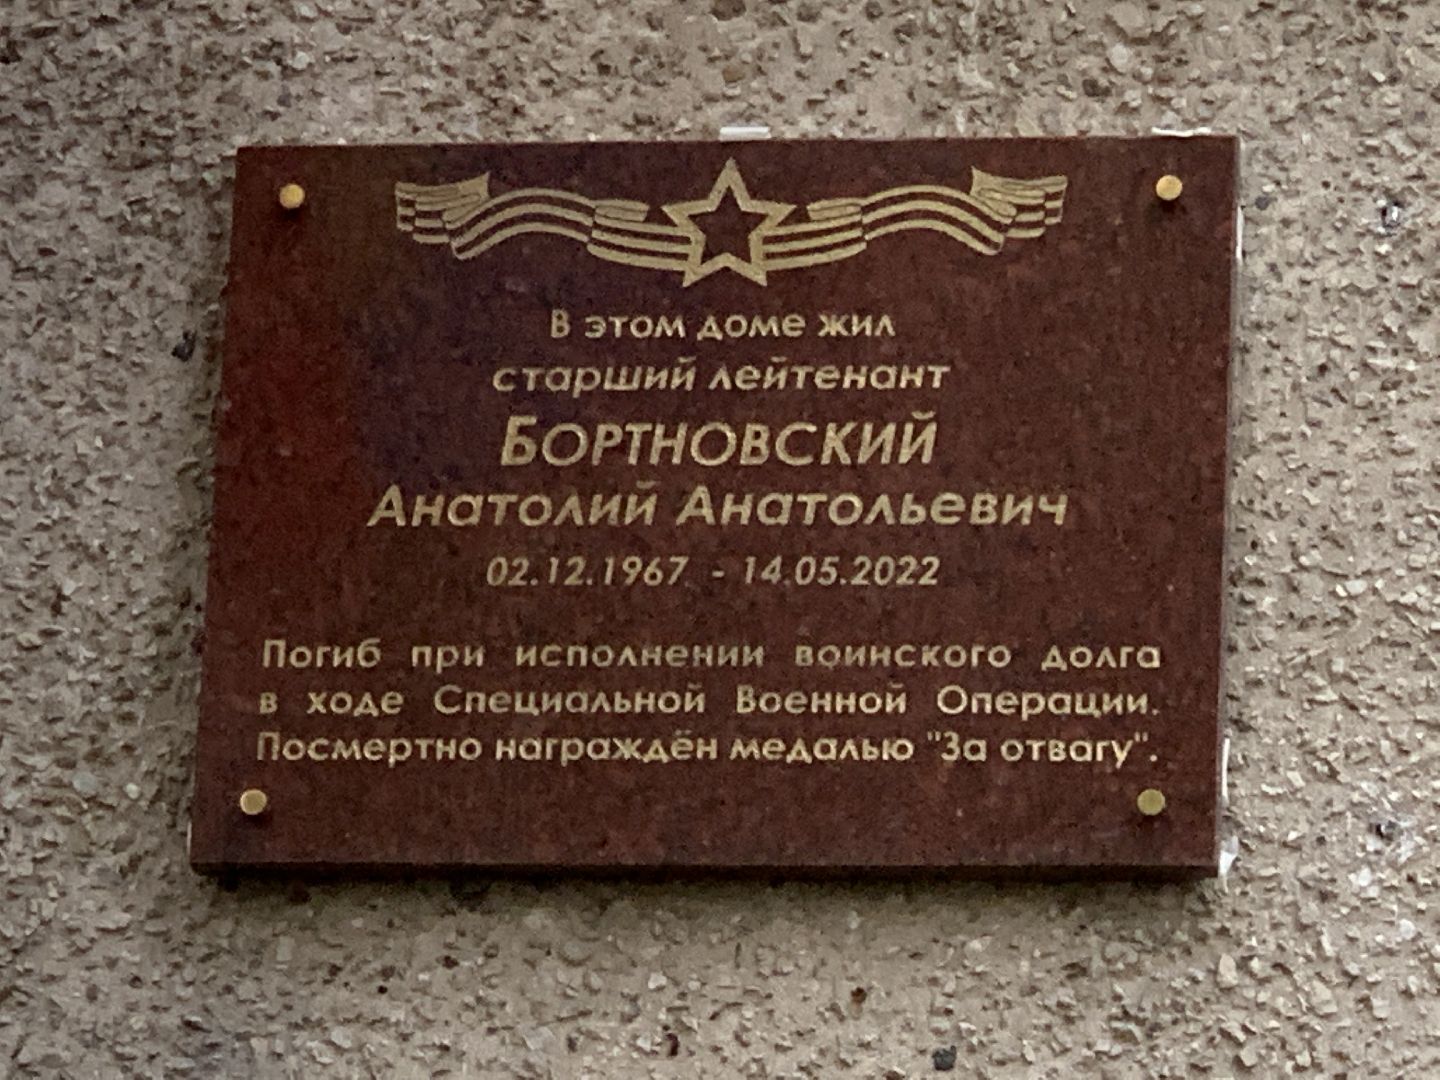 В этом доме жил
старший лейтенант
БОРТНОВСКИЙ
Анатолий Анатольевич
02.12.1967 - 14.05.2022
Погиб при исполнении воинского долга
в ходе Специальной Военной Операции.
Посмертно награждён медалью "За отвагу".